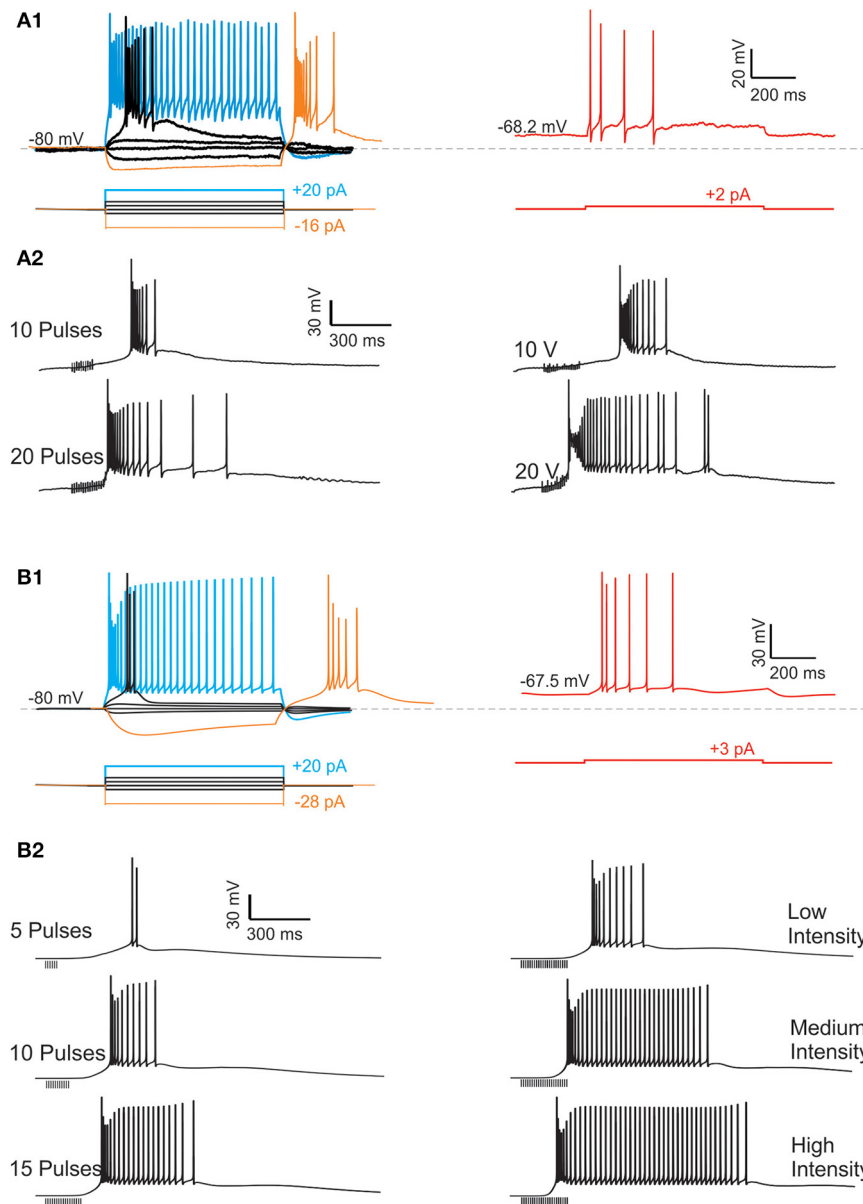 A1
-80 mV
+20 pA
-16 pA
-68.2 mV
20 mV
200 ms
+2 pA
A2
10 Pulses
30 mV
300 ms
10 V
20 Pulses
20 V
B1
-80 mV
+20 pA
-28 pA
-67.5 mV
30 mV
200 ms
+3 pA
B2
5 Pulses
30 mV
300 ms
Low
Intensity
10 Pulses
Medium
Intensity
15 Pulses
High
Intensity